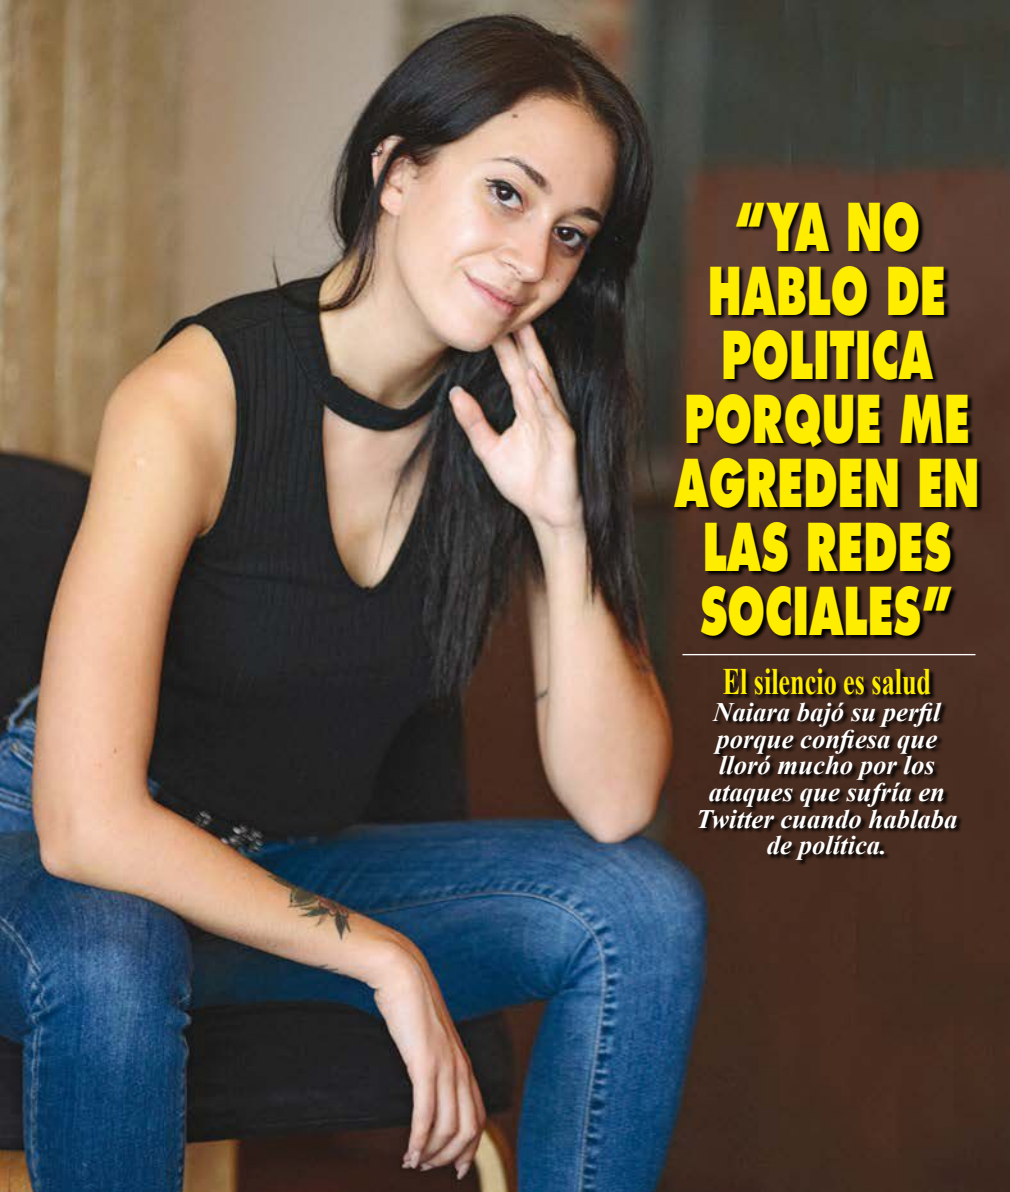 “YA NO
HABLO DE
POLITICA
PORQUE ME
AGREDEN EN
LAS REDES
SOCIALES”
El silencio es salud
Naiara bajó su perfil
porque confiesa que
lloró mucho por los
ataques que sufría en
Twitter cuando hablaba
de política.